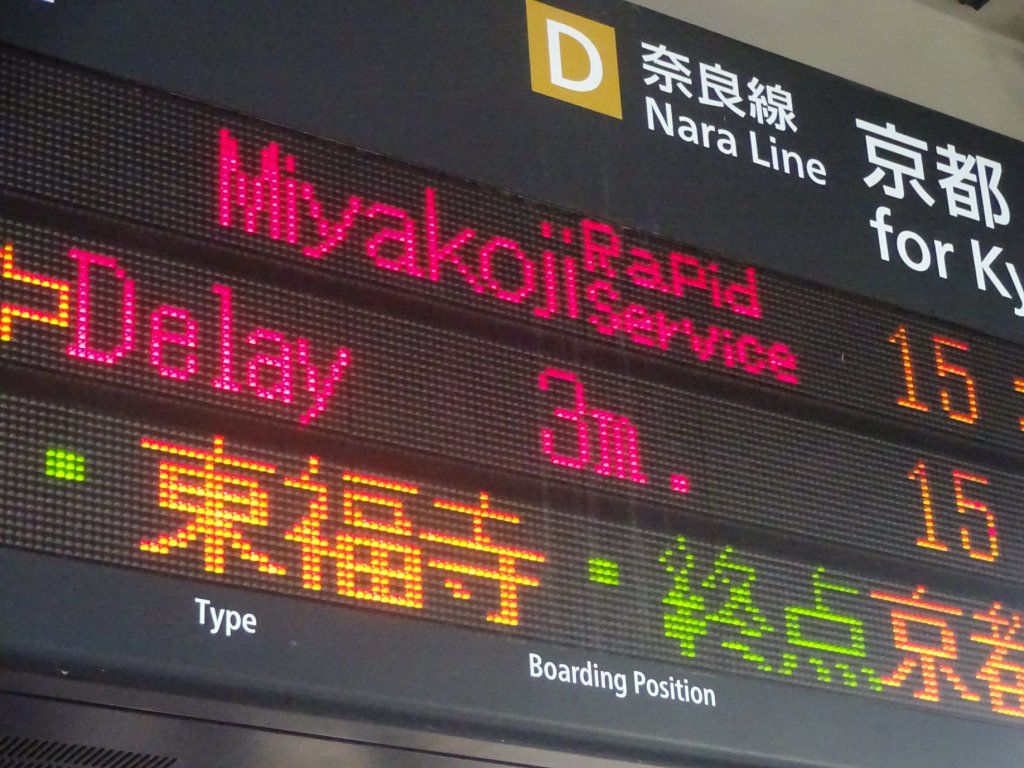 D 奈良線 京都
Nara Line for Ky
Miyakoji Rapid Service 15
Delay 3m. 15
東福寺 終点 京都
Type Boarding Position